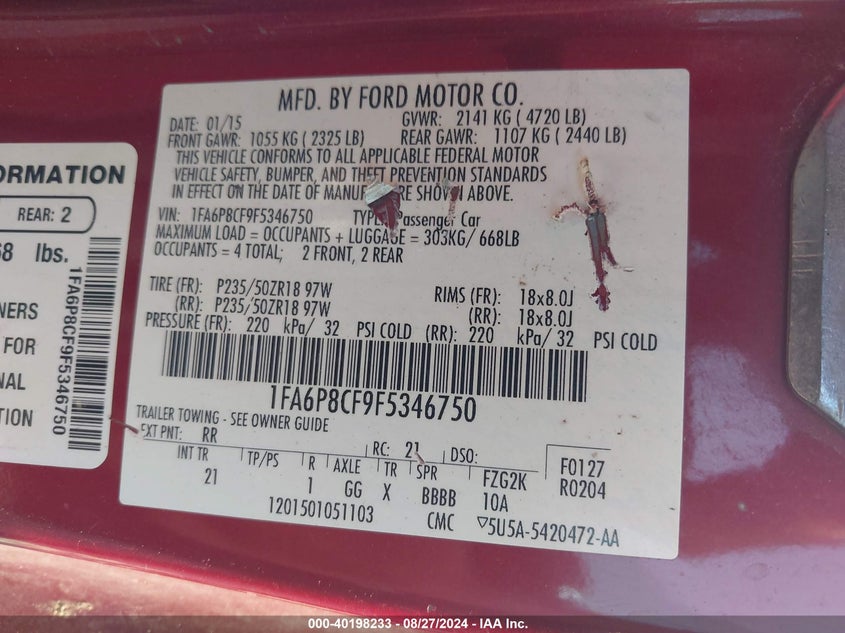 ORMATION
REAR: 2
68 lbs.
NERS
FOR
NAL
1FA6P8CF9F5346750
MFD. BY FORD MOTOR CO.
DATE: 01/15 GVWR: 2141 KG ( 4720 LB)
FRONT GAWR: 1055 KG ( 2325 LB) REAR GAWR: 1107 KG ( 2440 LB)
THIS VEHICLE CONFORMS TO ALL APPLICABLE FEDERAL MOTOR
VEHICLE SAFETY, BUMPER, AND THEFT PREVENTION STANDARDS
IN EFFECT ON THE DATE OF MANUF RE SHOWN ABOVE.
VIN: 1FA6P8CF9F5346750 TYPE: Passenger Car
MAXIMUM LOAD = OCCUPANTS + LUGGAGE = 303KG/ 668LB
OCCUPANTS = 4 TOTAL; 2 FRONT, 2 REAR
TIRE (FR): P235/50ZR18 97W RIMS (FR): 18x8.0J
(RR): P235/50ZR18 97W (RR): 18x8.0J
PRESSURE (FR): 220 kPa/ 32 PSI COLD (RR): 220 kPa/ 32 PSI COLD
1FA6P8CF9F5346750
TRAILER TOWING - SEE OWNER GUIDE
EXT PNT: RR RC: 21 DSO: F0127
INT TR TP/PS R AXLE TR SPR FZG2K R0204
21 1 GG X BBBB 10A
1201501051103 CMC 5U5A-5420472-AA
000-40198233 - 08/27/2024 - IAA Inc.